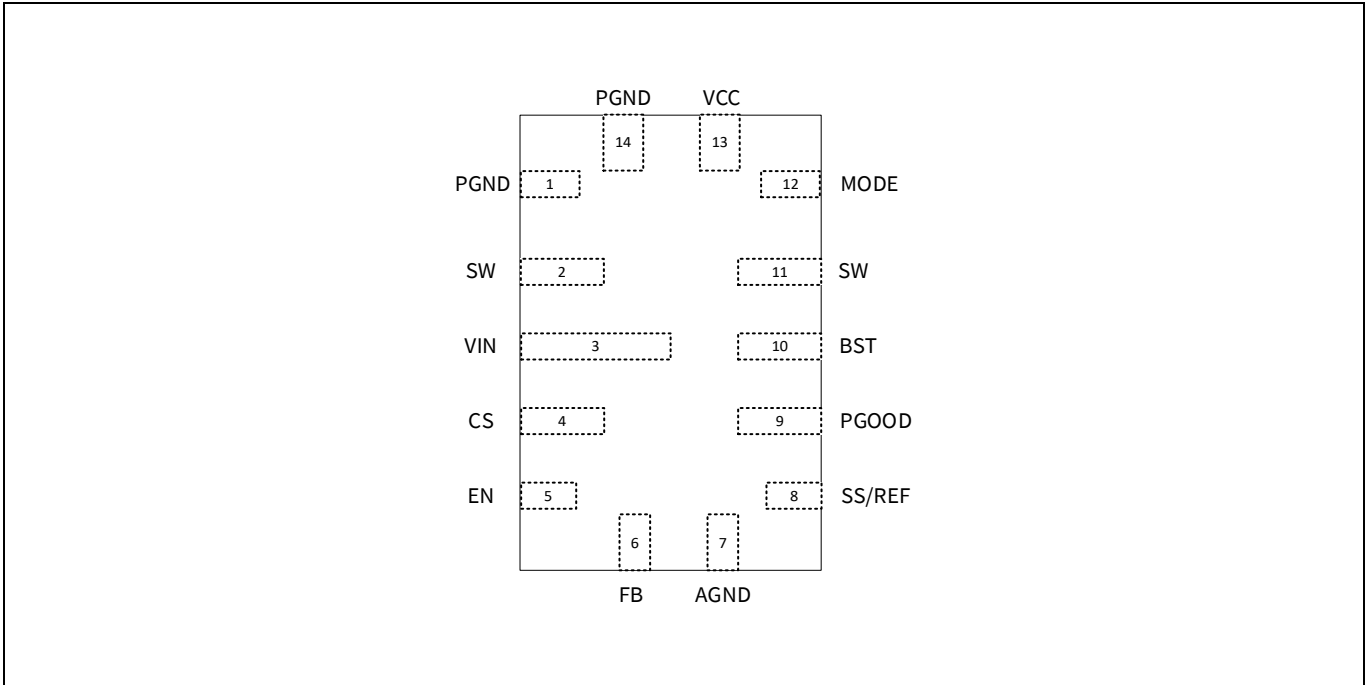 PGND VCC
14 13
PGND 1 12 MODE
SW 2 11 SW
VIN 3 10 BST
CS 4 9 PGOOD
EN 5 8 SS/REF
6 7
FB AGND